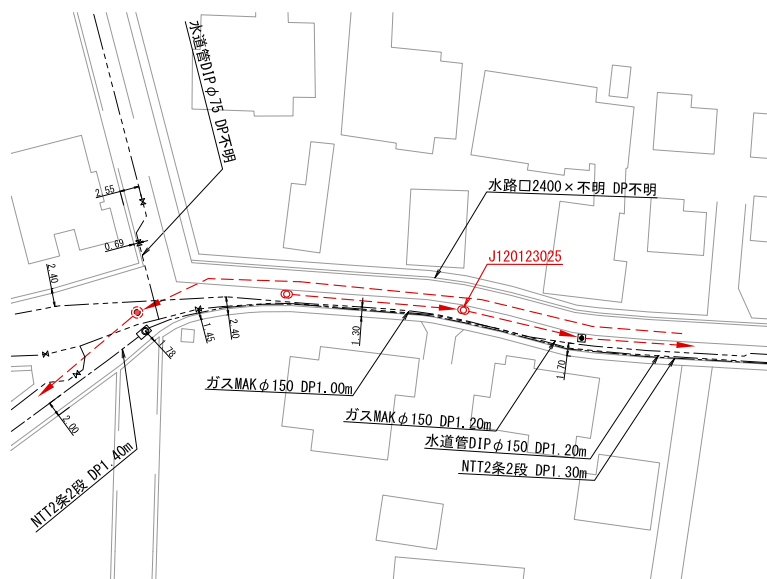 水道管DIPφ75 DP不明
2.55
0.69
2.40
水路口2400×不明 DP不明
J120123025
1.45
2.40
1.30
1.78
1.70
2.00
ガスMAKφ150 DP1.00m
ガスMAKφ150 DP1.20m
水道管DIPφ150 DP1.20m
NTT2条2段 DP1.30m
NTT2条2段 DP1.40m